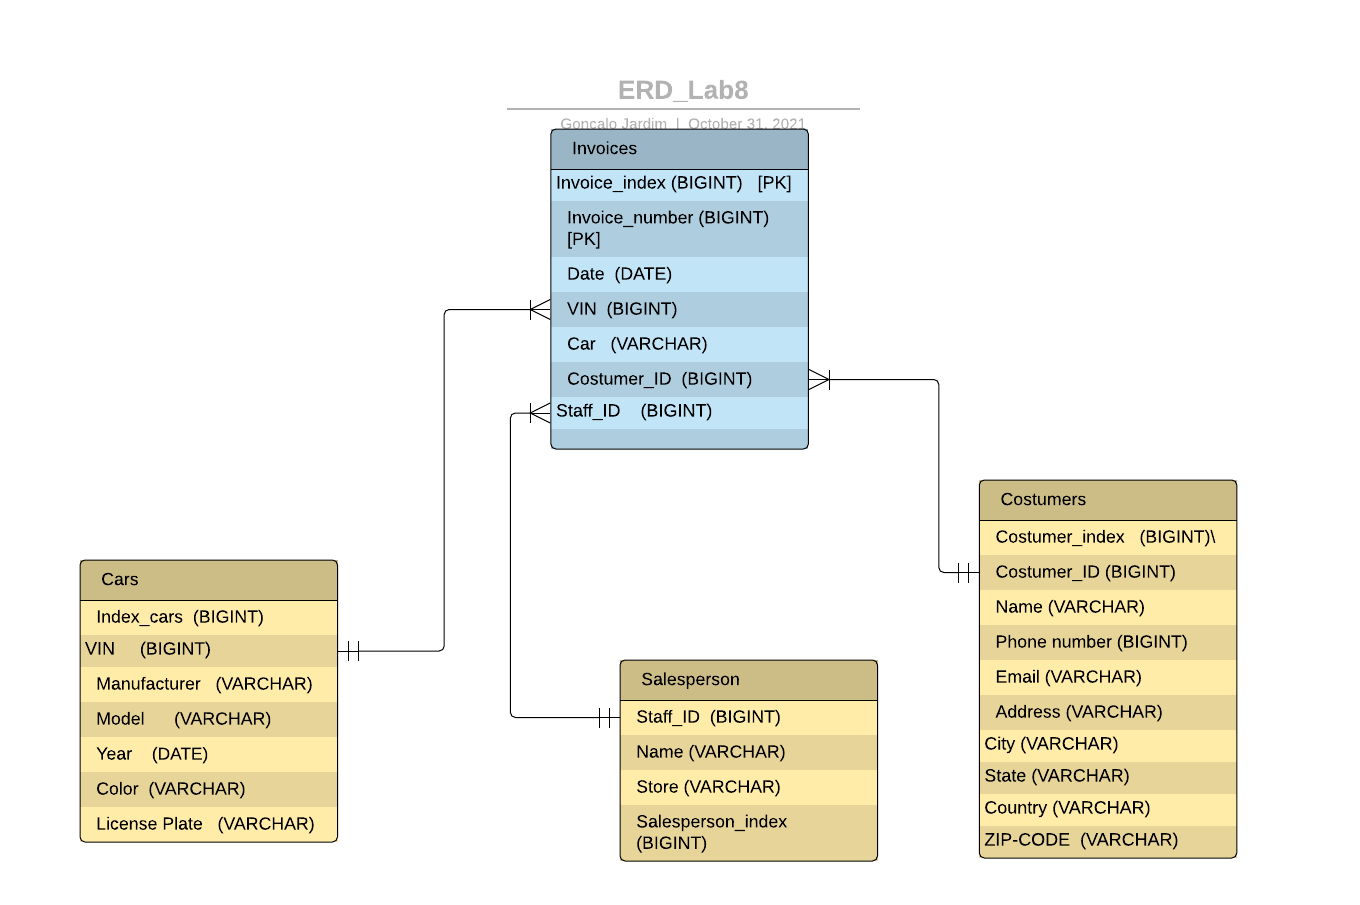 ERD_Lab8
Goncalo Jardim | October 31, 2021
Invoices
Invoice_index (BIGINT) [PK]
Invoice_number (BIGINT)
[PK]
Date (DATE)
VIN (BIGINT)
Car (VARCHAR)
Costumer_ID (BIGINT)
Staff_ID (BIGINT)
Cars
Index_cars (BIGINT)
VIN (BIGINT)
Manufacturer (VARCHAR)
Model (VARCHAR)
Year (DATE)
Color (VARCHAR)
License Plate (VARCHAR)
Salesperson
Staff_ID (BIGINT)
Name (VARCHAR)
Store (VARCHAR)
Salesperson_index
(BIGINT)
Costumers
Costumer_index (BIGINT)\
Costumer_ID (BIGINT)
Name (VARCHAR)
Phone number (BIGINT)
Email (VARCHAR)
Address (VARCHAR)
City (VARCHAR)
State (VARCHAR)
Country (VARCHAR)
ZIP-CODE (VARCHAR)